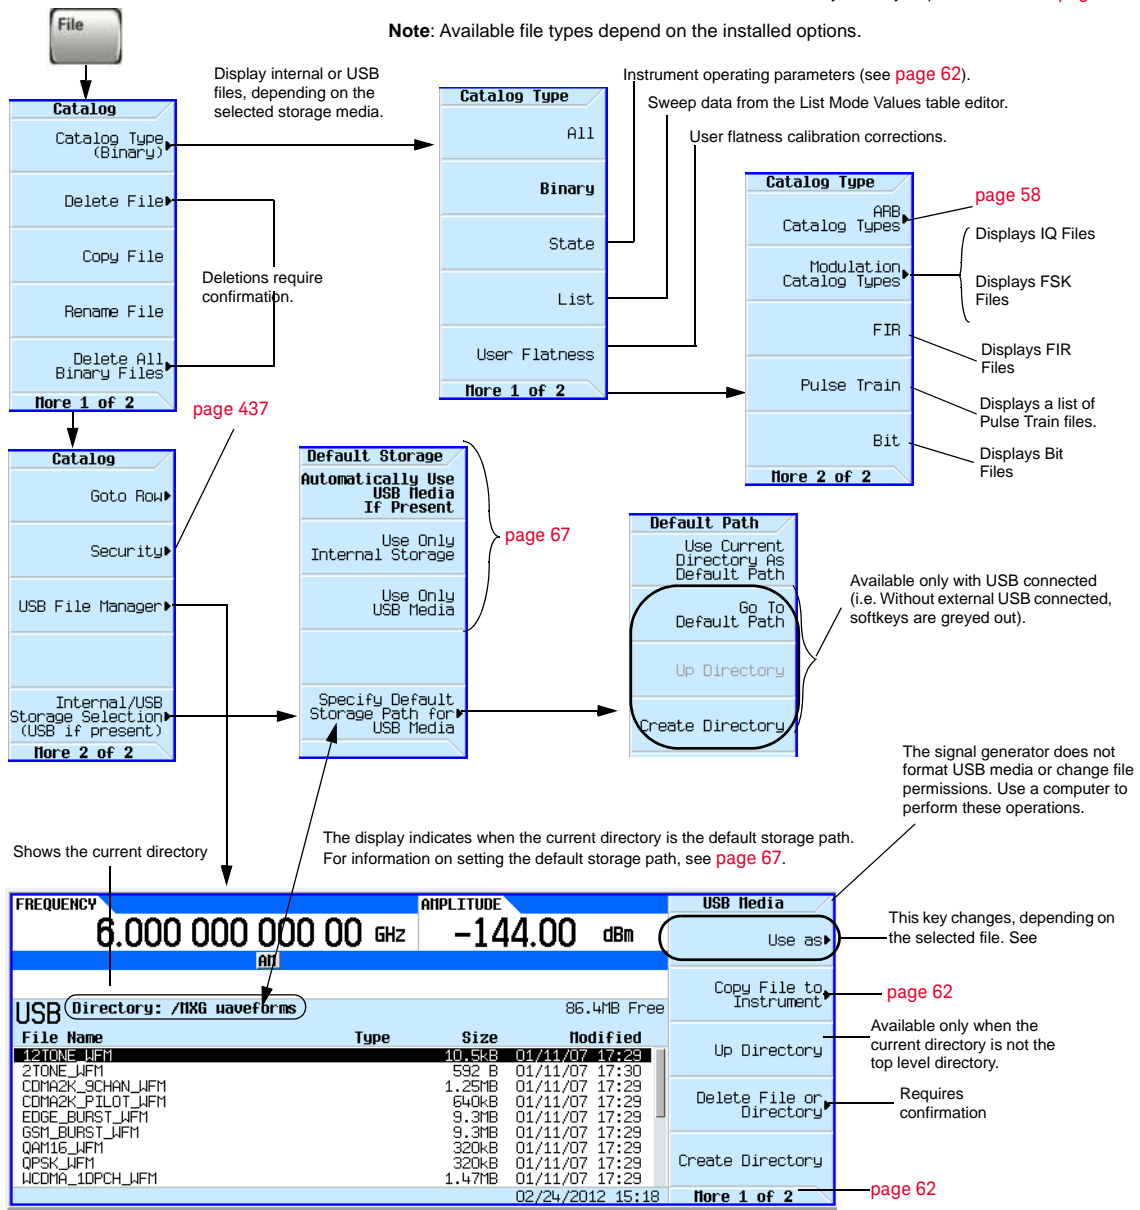 page
File
Note: Available file types depend on the installed options.
Display internal or USB
files, depending on the
selected storage media.
Instrument operating parameters (see page 62).
Sweep data from the List Mode Values table editor.
User flatness calibration corrections.
Catalog
Catalog Type
(Binary)
Delete File
Copy File
Rename File
Delete All
Binary Files
More 1 of 2
Deletions require
confirmation.
Catalog Type
All
Binary
State
List
User Flatness
More 1 of 2
Catalog Type
ARB
Catalog Types
Modulation
Catalog Types
FIR
Pulse Train
Bit
More 2 of 2
page 58
Displays IQ Files
Displays FSK
Files
Displays FIR
Files
Displays a list of
Pulse Train files.
Displays Bit
Files
page 437
Catalog
Goto Row
Security
USB File Manager
Internal/USB
Storage Selection
(USB if present)
More 2 of 2
Default Storage
Automatically Use
USB Media
If Present
Use Only
Internal Storage
Use Only
USB Media
Specify Default
Storage Path for
USB Media
page 67
Default Path
Use Current
Directory As
Default Path
Go To
Default Path
Up Directory
Create Directory
Available only with USB connected
(i.e. Without external USB connected,
softkeys are greyed out).
The signal generator does not
format USB media or change file
permissions. Use a computer to
perform these operations.
Shows the current directory
The display indicates when the current directory is the default storage path.
For information on setting the default storage path, see page 67.
FREQUENCY
6.000 000 000 00 GHz
AMPLITUDE
-144.00 dBm
AM
USB Directory: /MXG waveforms 86.4MB Free
File Name Type Size Modified
12TONE_WFM 10.5kB 01/11/07 17:29
2TONE_WFM 592 B 01/11/07 17:30
CDMA2K_9CHAN_WFM 1.25MB 01/11/07 17:29
CDMA2K_PILOT_WFM 640kB 01/11/07 17:29
EDGE_BURST_WFM 9.3MB 01/11/07 17:29
GSM_BURST_WFM 9.3MB 01/11/07 17:29
QAM16_WFM 320kB 01/11/07 17:29
QPSK_WFM 320kB 01/11/07 17:29
WCDMA_1DPCH_WFM 1.47MB 01/11/07 17:29
02/24/2012 15:18
USB Media
Use as
Copy File to
Instrument
Up Directory
Delete File or
Directory
Create Directory
More 1 of 2
This key changes, depending on
the selected file. See
page 62
Available only when the
current directory is not the
top level directory.
Requires
confirmation
page 62